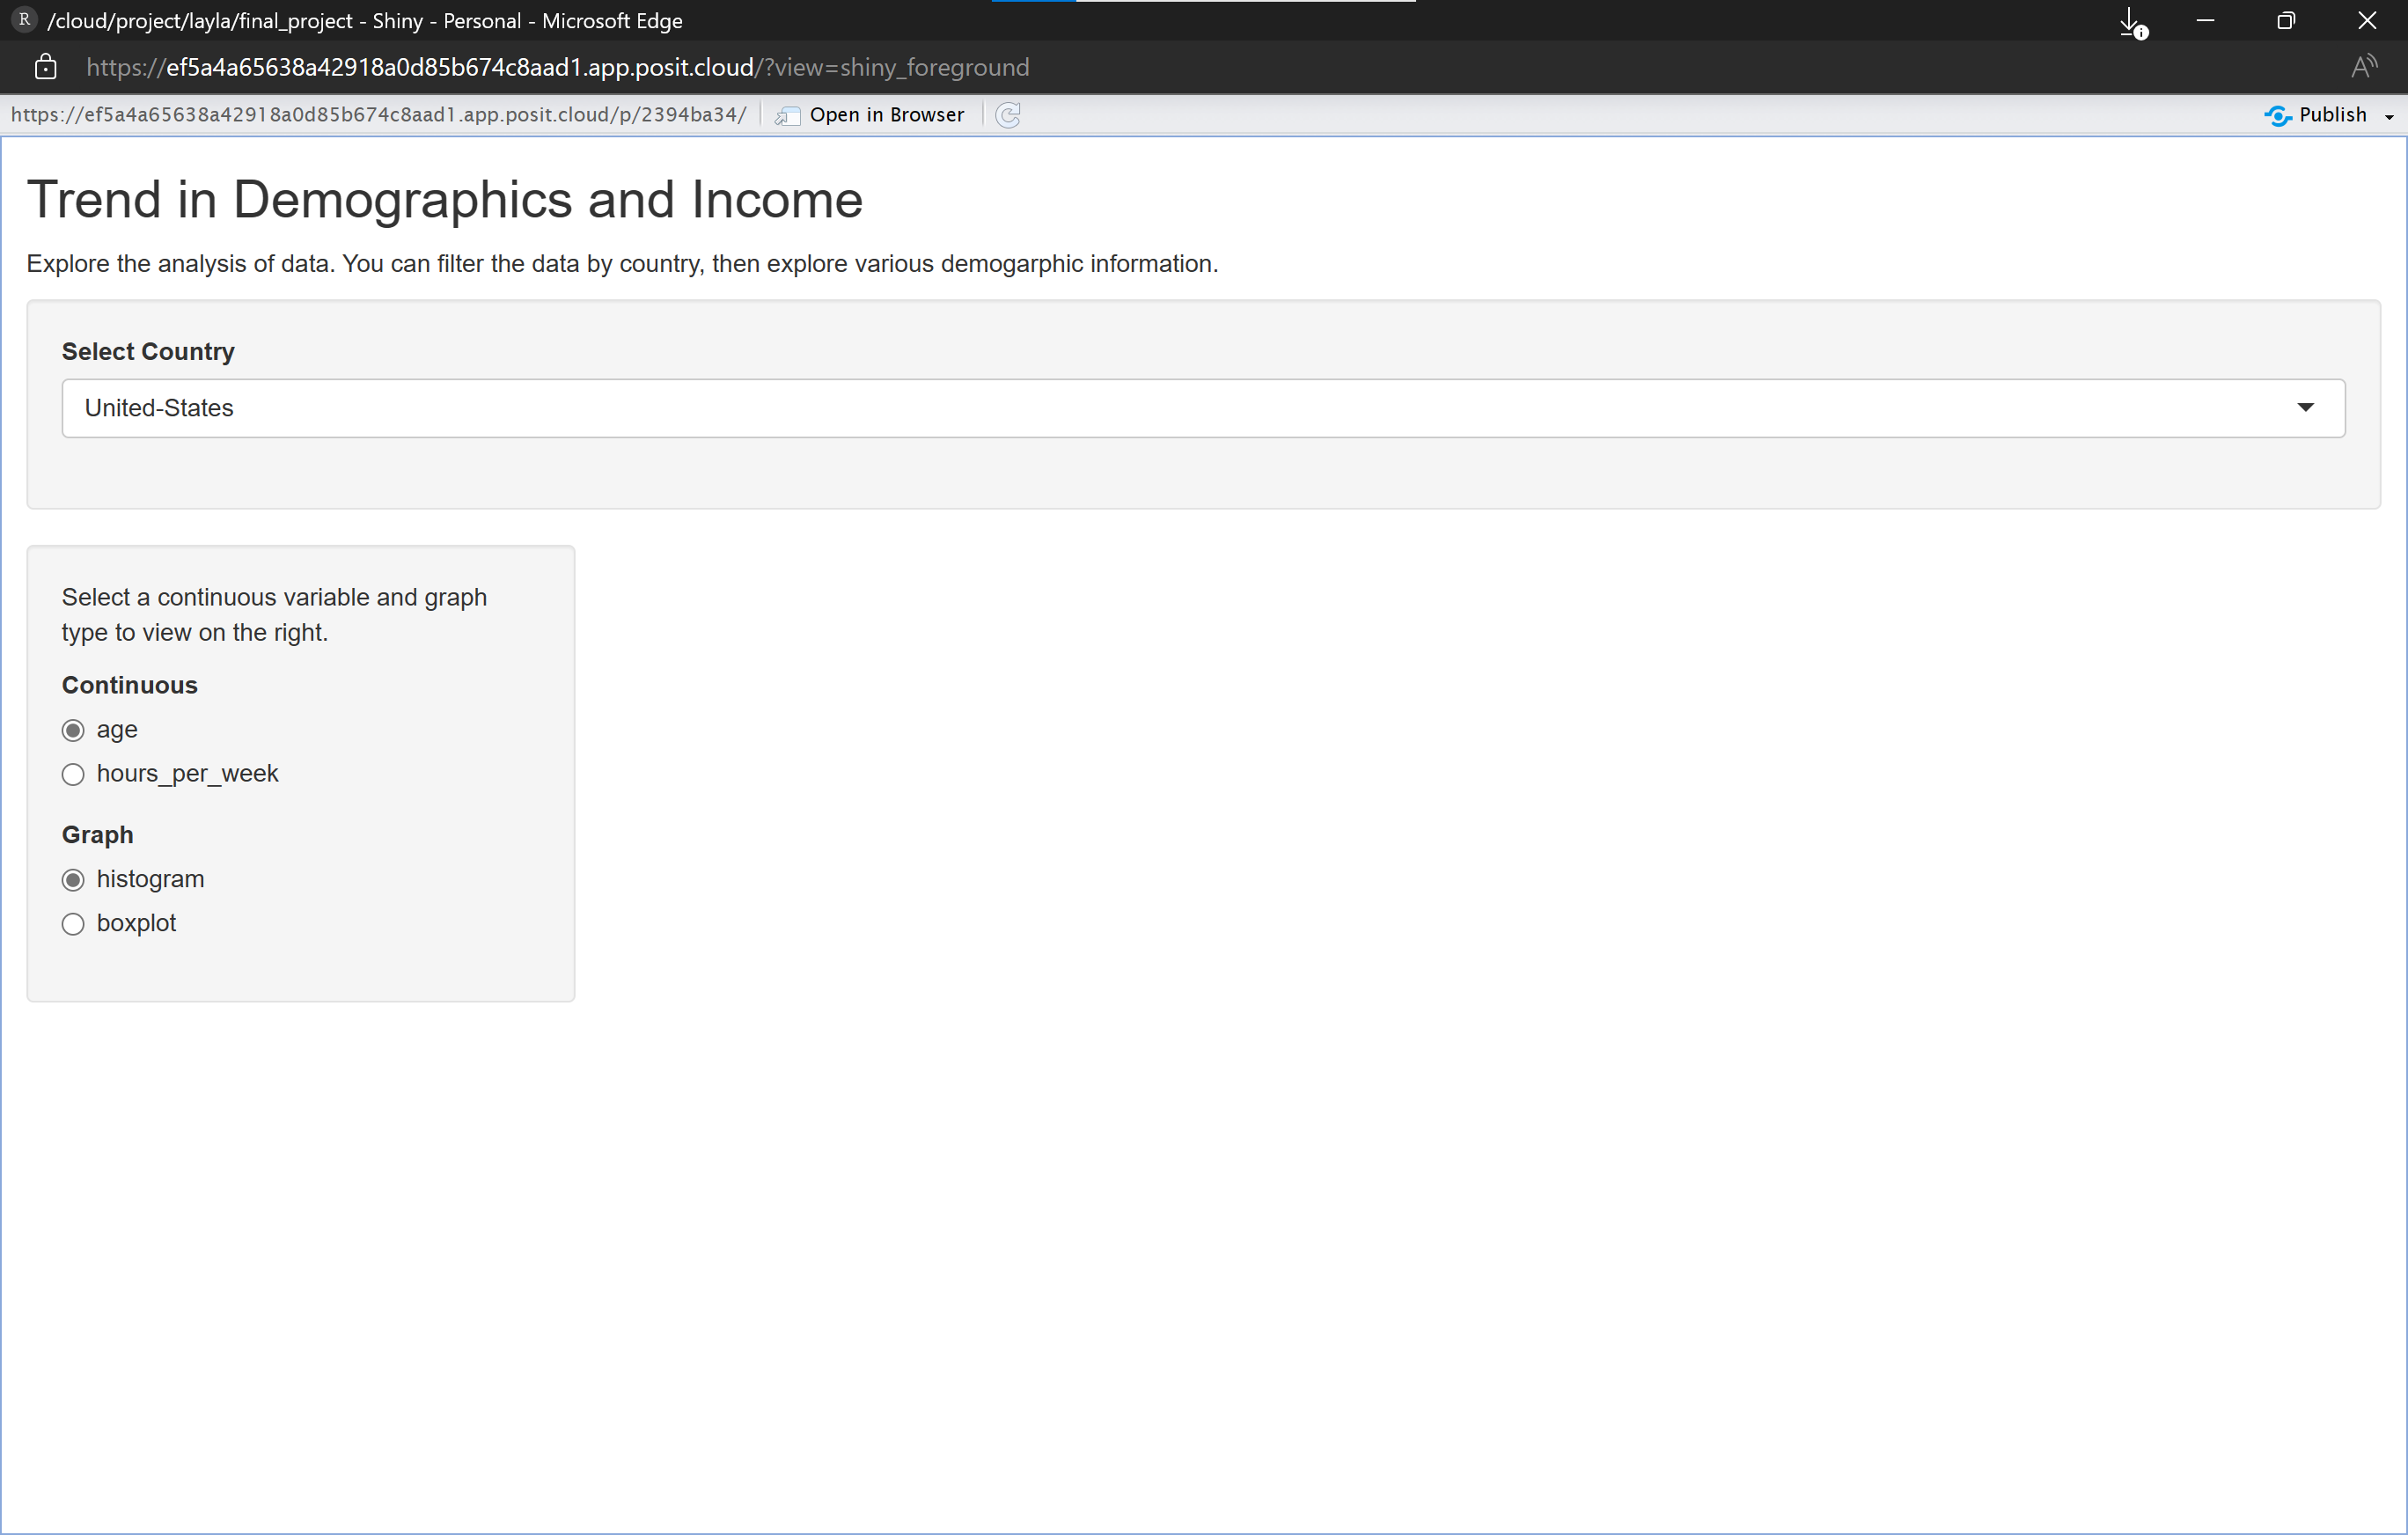 R /cloud/project/layla/final_project - Shiny - Personal - Microsoft Edge
https://ef5a4a65638a42918a0d85b674c8aad1.app.posit.cloud/?view=shiny_foreground
https://ef5a4a65638a42918a0d85b674c8aad1.app.posit.cloud/p/2394ba34/ Open in Browser Publish
Trend in Demographics and Income
Explore the analysis of data. You can filter the data by country, then explore various demogarphic information.
Select Country
United-States
Select a continuous variable and graph
type to view on the right.
Continuous
age
hours_per_week
Graph
histogram
boxplot